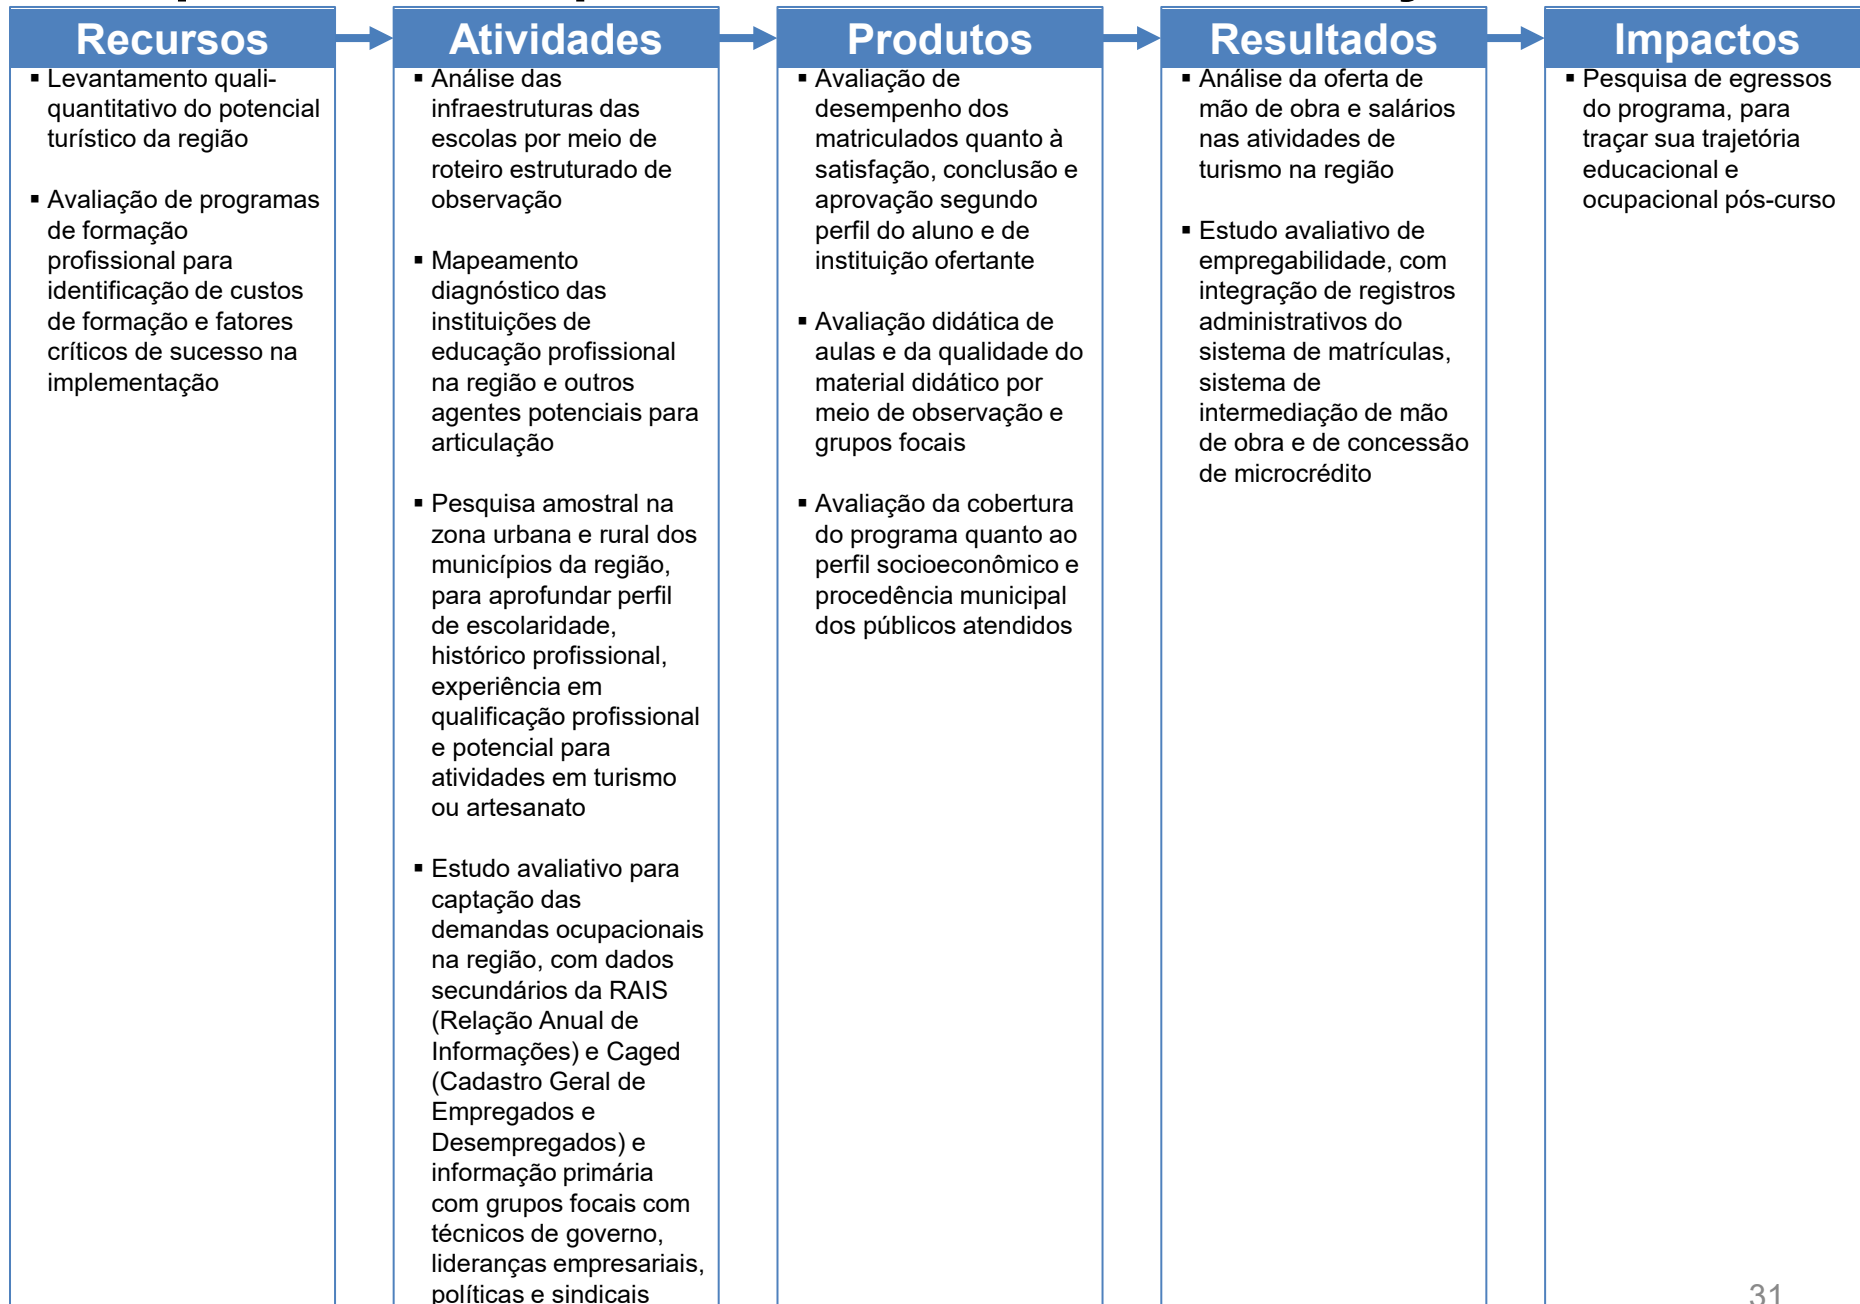 Recursos
Levantamento quali-
quantitativo do potencial
turístico da região
Avaliação de programas
de formação
profissional para
identificação de custos
de formação e fatores
críticos de sucesso na
implementação
Atividades
Análise das
infraestruturas das
escolas por meio de
roteiro estruturado de
observação
Mapeamento
diagnóstico das
instituições de
educação profissional
na região e outros
agentes potenciais para
articulação
Pesquisa amostral na
zona urbana e rural dos
municípios da região,
para aprofundar perfil
de escolaridade,
histórico profissional,
experiência em
qualificação profissional
e potencial para
atividades em turismo
ou artesanato
Estudo avaliativo para
captação das
demandas ocupacionais
na região, com dados
secundários da RAIS
(Relação Anual de
Informações) e Caged
(Cadastro Geral de
Empregados e
Desempregados) e
informação primária
com grupos focais com
técnicos de governo,
lideranças empresariais,
políticas e sindicais
Produtos
Avaliação de
desempenho dos
matriculados quanto à
satisfação, conclusão e
aprovação segundo
perfil do aluno e de
instituição ofertante
Avaliação didática de
aulas e da qualidade do
material didático por
meio de observação e
grupos focais
Avaliação da cobertura
do programa quanto ao
perfil socioeconômico e
procedência municipal
dos públicos atendidos
Resultados
Análise da oferta de
mão de obra e salários
nas atividades de
turismo na região
Estudo avaliativo de
empregabilidade, com
integração de registros
administrativos do
sistema de matrículas,
sistema de
intermediação de mão
de obra e de concessão
de microcrédito
Impactos
Pesquisa de egressos
do programa, para
traçar sua trajetória
educacional e
ocupacional pós-curso
31